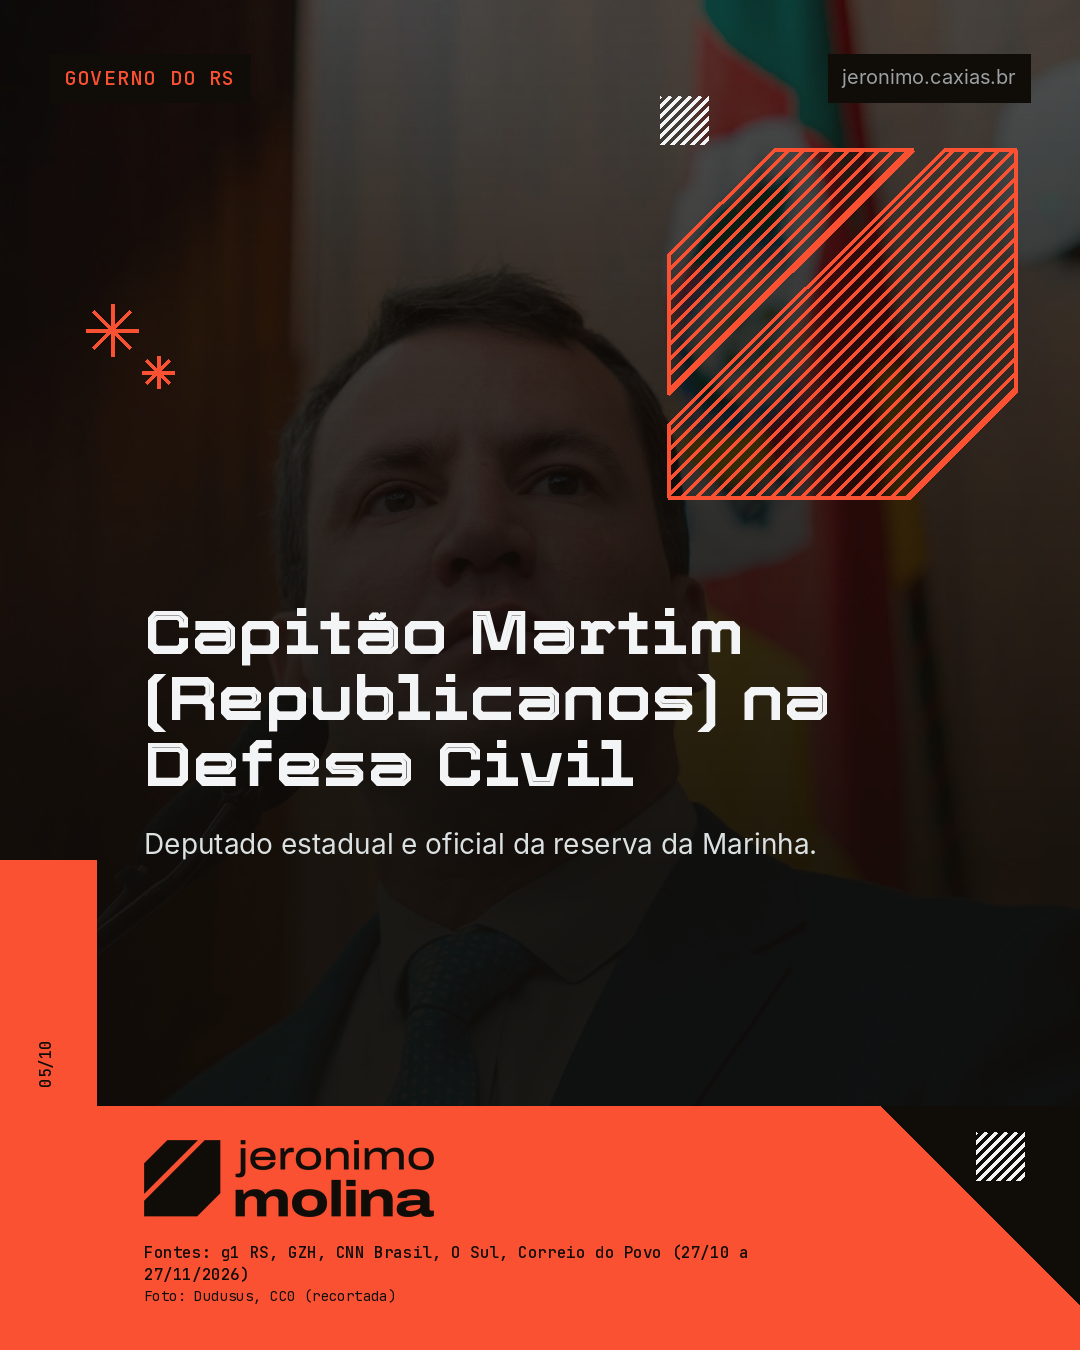 GOVERNO DO RS
jeronimo.caxias.br
Capitão Martim
(Republicanos) na
Defesa Civil
Deputado estadual e oficial da reserva da Marinha.
05/10
jeronimo
molina
Fontes: g1 RS, GZH, CNN Brasil, O Sul, Correio do Povo (27/10 a
27/11/2026)
Foto: Dudusus, CC0 (recortada)